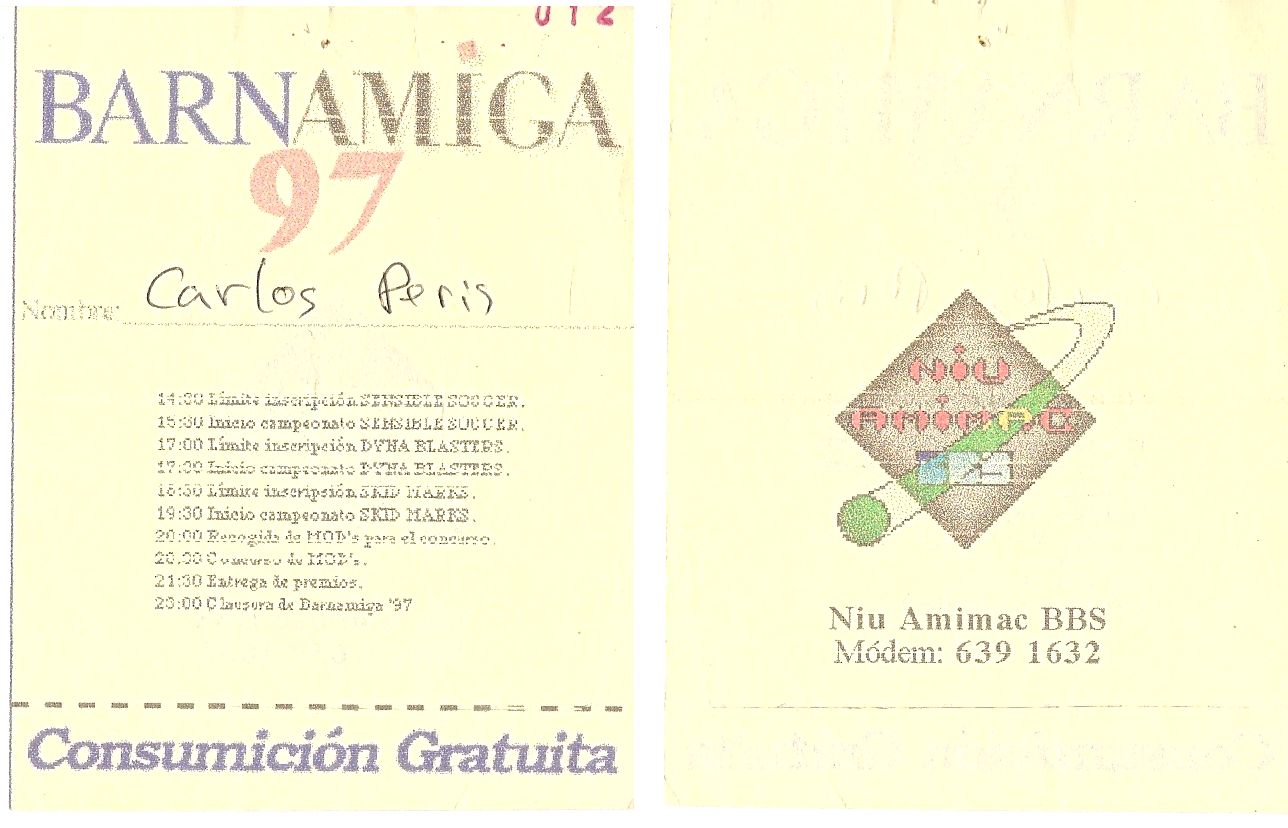 012
BARNAMIGA
97
Nombre: Carlos Peris
14:30 Límite inscripción SENSIBLE SOCCER.
15:30 Inicio campeonato SENSIBLE SOCCER.
17:00 Límite inscripción DYNA BLASTERS.
17:00 Inicio campeonato DYNA BLASTERS.
18:30 Límite inscripción SKID MARKS.
19:30 Inicio campeonato SKID MARKS.
20:00 Recogida de MOD's para el concurso.
20:30 Concurso de MOD's.
21:30 Entrega de premios.
23:00 Clausura de Barnamiga '97
Consumición Gratuita
NIU
AMIMAC
BBS
Niu Amimac BBS
Módem: 639 1632